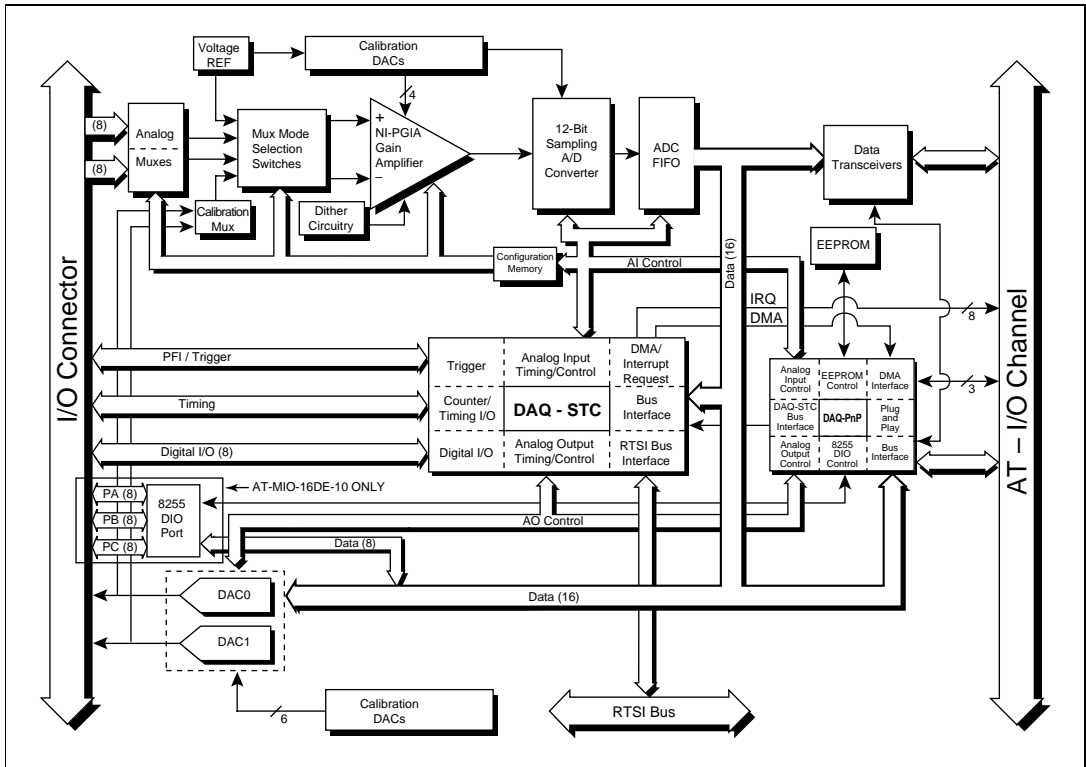 Voltage
REF
Calibration
DACs
4
(8)
(8)
Analog
Muxes
Mux Mode
Selection
Switches
+
NI-PGIA
Gain
Amplifier
–
12-Bit
Sampling
A/D
Converter
ADC
FIFO
Data
Transceivers
Calibration
Mux
Dither
Circuitry
Configuration
Memory
AI Control
Data (16)
EEPROM
IRQ
DMA
8
I/O Connector
AT – I/O Channel
PFI / Trigger
Timing
Digital I/O (8)
Trigger
Analog Input
Timing/Control
DMA/
Interrupt
Request
Counter/
Timing I/O
DAQ - STC
Bus
Interface
Digital I/O
Analog Output
Timing/Control
RTSI Bus
Interface
Analog
Input
Control
EEPROM
Control
DMA
Interface
DAQ-STC
Bus
Interface
DAQ-PnP
Plug
and
Play
Analog
Output
Control
8255
DIO
Control
Bus
Interface
3
AT-MIO-16DE-10 ONLY
PA (8)
PB (8)
PC (8)
8255
DIO
Port
AO Control
Data (8)
Data (16)
DAC0
DAC1
6
Calibration
DACs
RTSI Bus